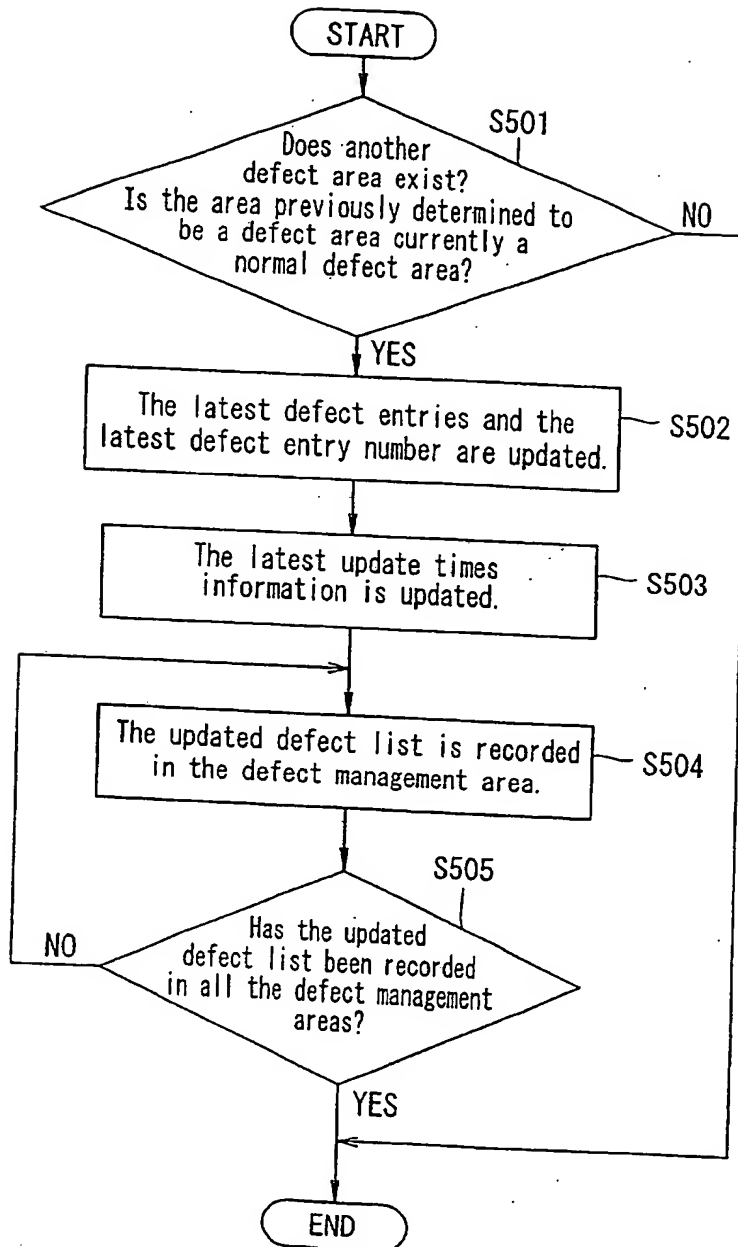 START
S501
Does another
defect area exist?
Is the area previously determined to
be a defect area currently a
normal defect area?
NO
YES
The latest defect entries and the
latest defect entry number are updated.
S502
The latest update times
information is updated.
S503
The updated defect list is recorded
in the defect management area.
S504
S505
Has the updated
defect list been recorded
in all the defect management
areas?
NO
YES
END